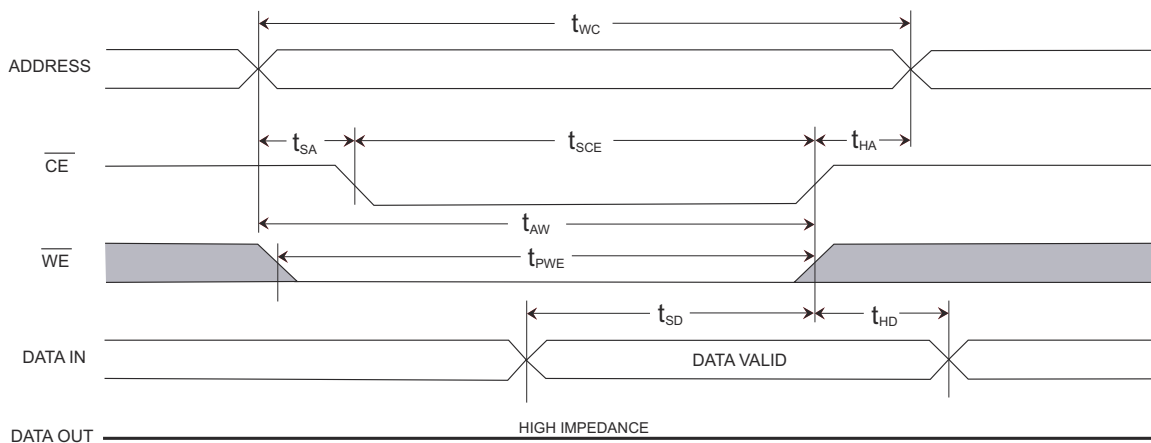 tWC
ADDRESS
tSA tSCE tHA
CE
tAW
WE
tPWE
tSD tHD
DATA IN DATA VALID
DATA OUT HIGH IMPEDANCE